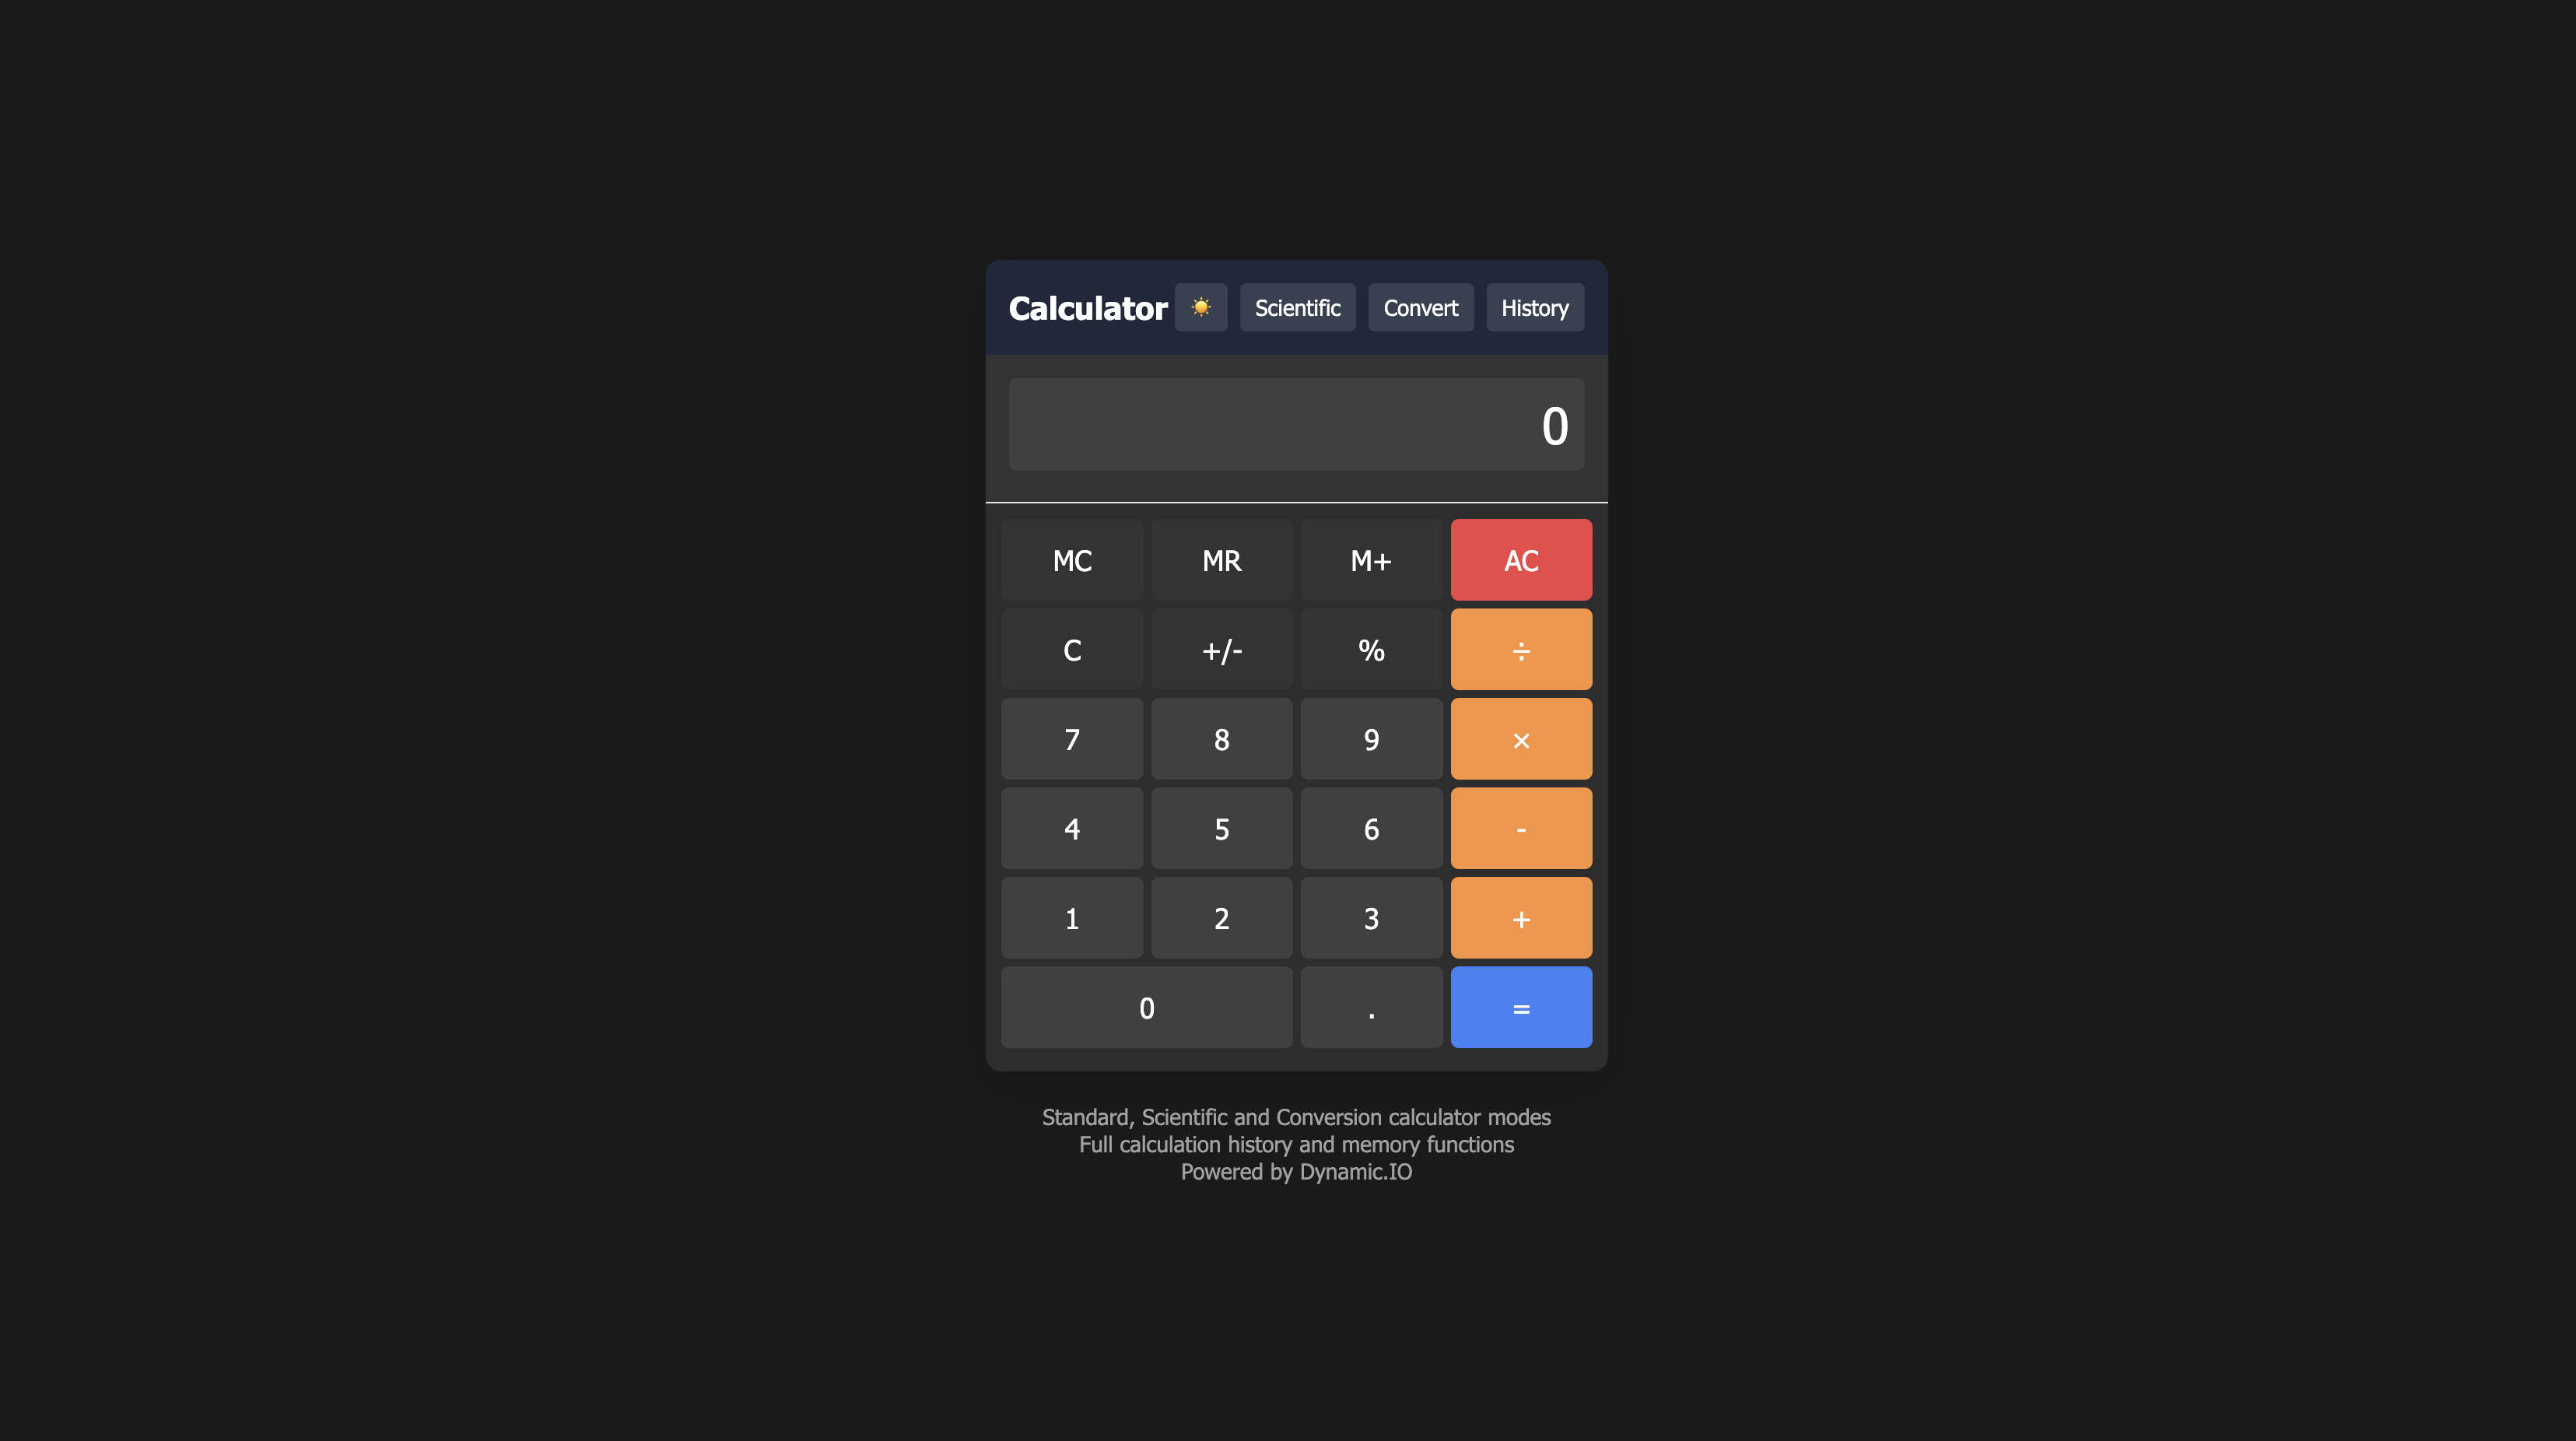 Calculator ☀️ Scientific Convert History
0
MC MR M+ AC
C +/- % ÷
7 8 9 ×
4 5 6 -
1 2 3 +
0 . =
Standard, Scientific and Conversion calculator modes
Full calculation history and memory functions
Powered by Dynamic.IO